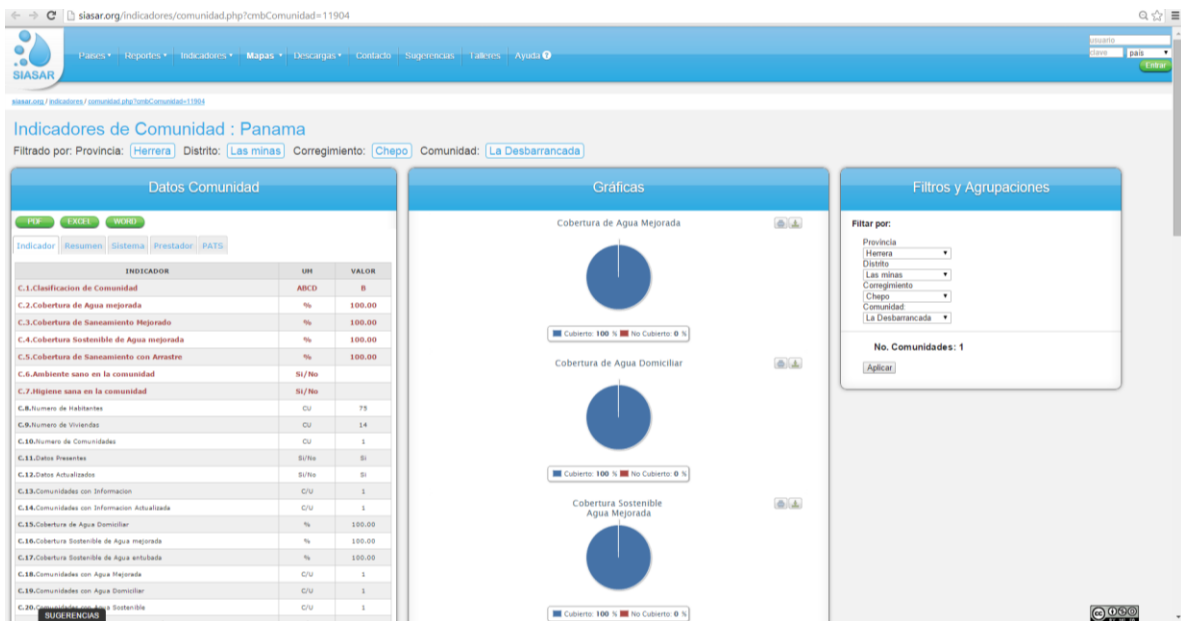 siasar.org/indicadores/comunidad.php?cmbComunidad=11904
SIASAR
Paises Reportes Indicadores Mapas Descargas Contacto Sugerencias Talleres Ayuda ?
usuario
clave país
Entrar
siasar.org / indicadores / comunidad.php?cmbComunidad=11904
Indicadores de Comunidad : Panama
Filtrado por: Provincia: Herrera Distrito: Las minas Corregimiento: Chepo Comunidad: La Desbarrancada
Datos Comunidad
PDF EXCEL WORD
Indicador Resumen Sistema Prestador PATS
INDICADOR UM VALOR
C.1.Clasificacion de Comunidad ABCD B
C.2.Cobertura de Agua mejorada % 100.00
C.3.Cobertura de Saneamiento Mejorado % 100.00
C.4.Cobertura Sostenible de Agua mejorada % 100.00
C.5.Cobertura de Saneamiento con Arrastre % 100.00
C.6.Ambiente sano en la comunidad Si/No
C.7.Higiene sana en la comunidad Si/No
C.8.Numero de Habitantes CU 75
C.9.Numero de Viviendas CU 14
C.10.Numero de Comunidades CU 1
C.11.Datos Presentes Si/No Si
C.12.Datos Actualizados Si/No Si
C.13.Comunidades con Informacion C/U 1
C.14.Comunidades con Informacion Actualizada C/U 1
C.15.Cobertura de Agua Domiciliar % 100.00
C.16.Cobertura Sostenible de Agua mejorada % 100.00
C.17.Cobertura Sostenible de Agua entubada % 100.00
C.18.Comunidades con Agua Mejorada C/U 1
C.19.Comunidades con Agua Domiciliar C/U 1
C.20.Comunidades con Agua Sostenible C/U 1
SUGERENCIAS
Gráficas
Cobertura de Agua Mejorada
Cubierto: 100 % No Cubierto: 0 %
Cobertura de Agua Domiciliar
Cubierto: 100 % No Cubierto: 0 %
Cobertura Sostenible
Agua Mejorada
Cubierto: 100 % No Cubierto: 0 %
Filtros y Agrupaciones
Filtar por:
Provincia
Herrera
Distrito
Las minas
Corregimiento
Chepo
Comunidad
La Desbarrancada
No. Comunidades: 1
Aplicar